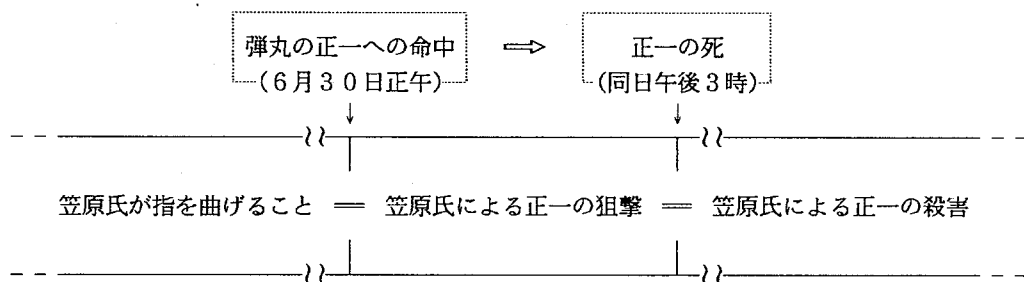 弾丸の正一への命中 ⇒ 正一の死
(6月30日正午) (同日午後3時)
笠原氏が指を曲げること = 笠原氏による正一の狙撃 = 笠原氏による正一の殺害